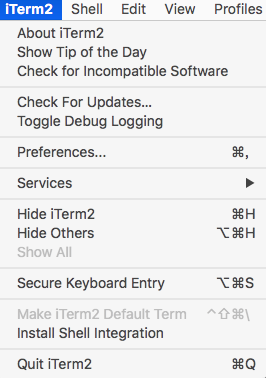 iTerm2 Shell Edit View Profiles
About iTerm2
Show Tip of the Day
Check for Incompatible Software
Check For Updates...
Toggle Debug Logging
Preferences... ⌘,
Services ▶
Hide iTerm2 ⌘H
Hide Others ⌥⌘H
Show All
Secure Keyboard Entry ⌥⌘S
Make iTerm2 Default Term ^⇧⌘\
Install Shell Integration
Quit iTerm2 ⌘Q